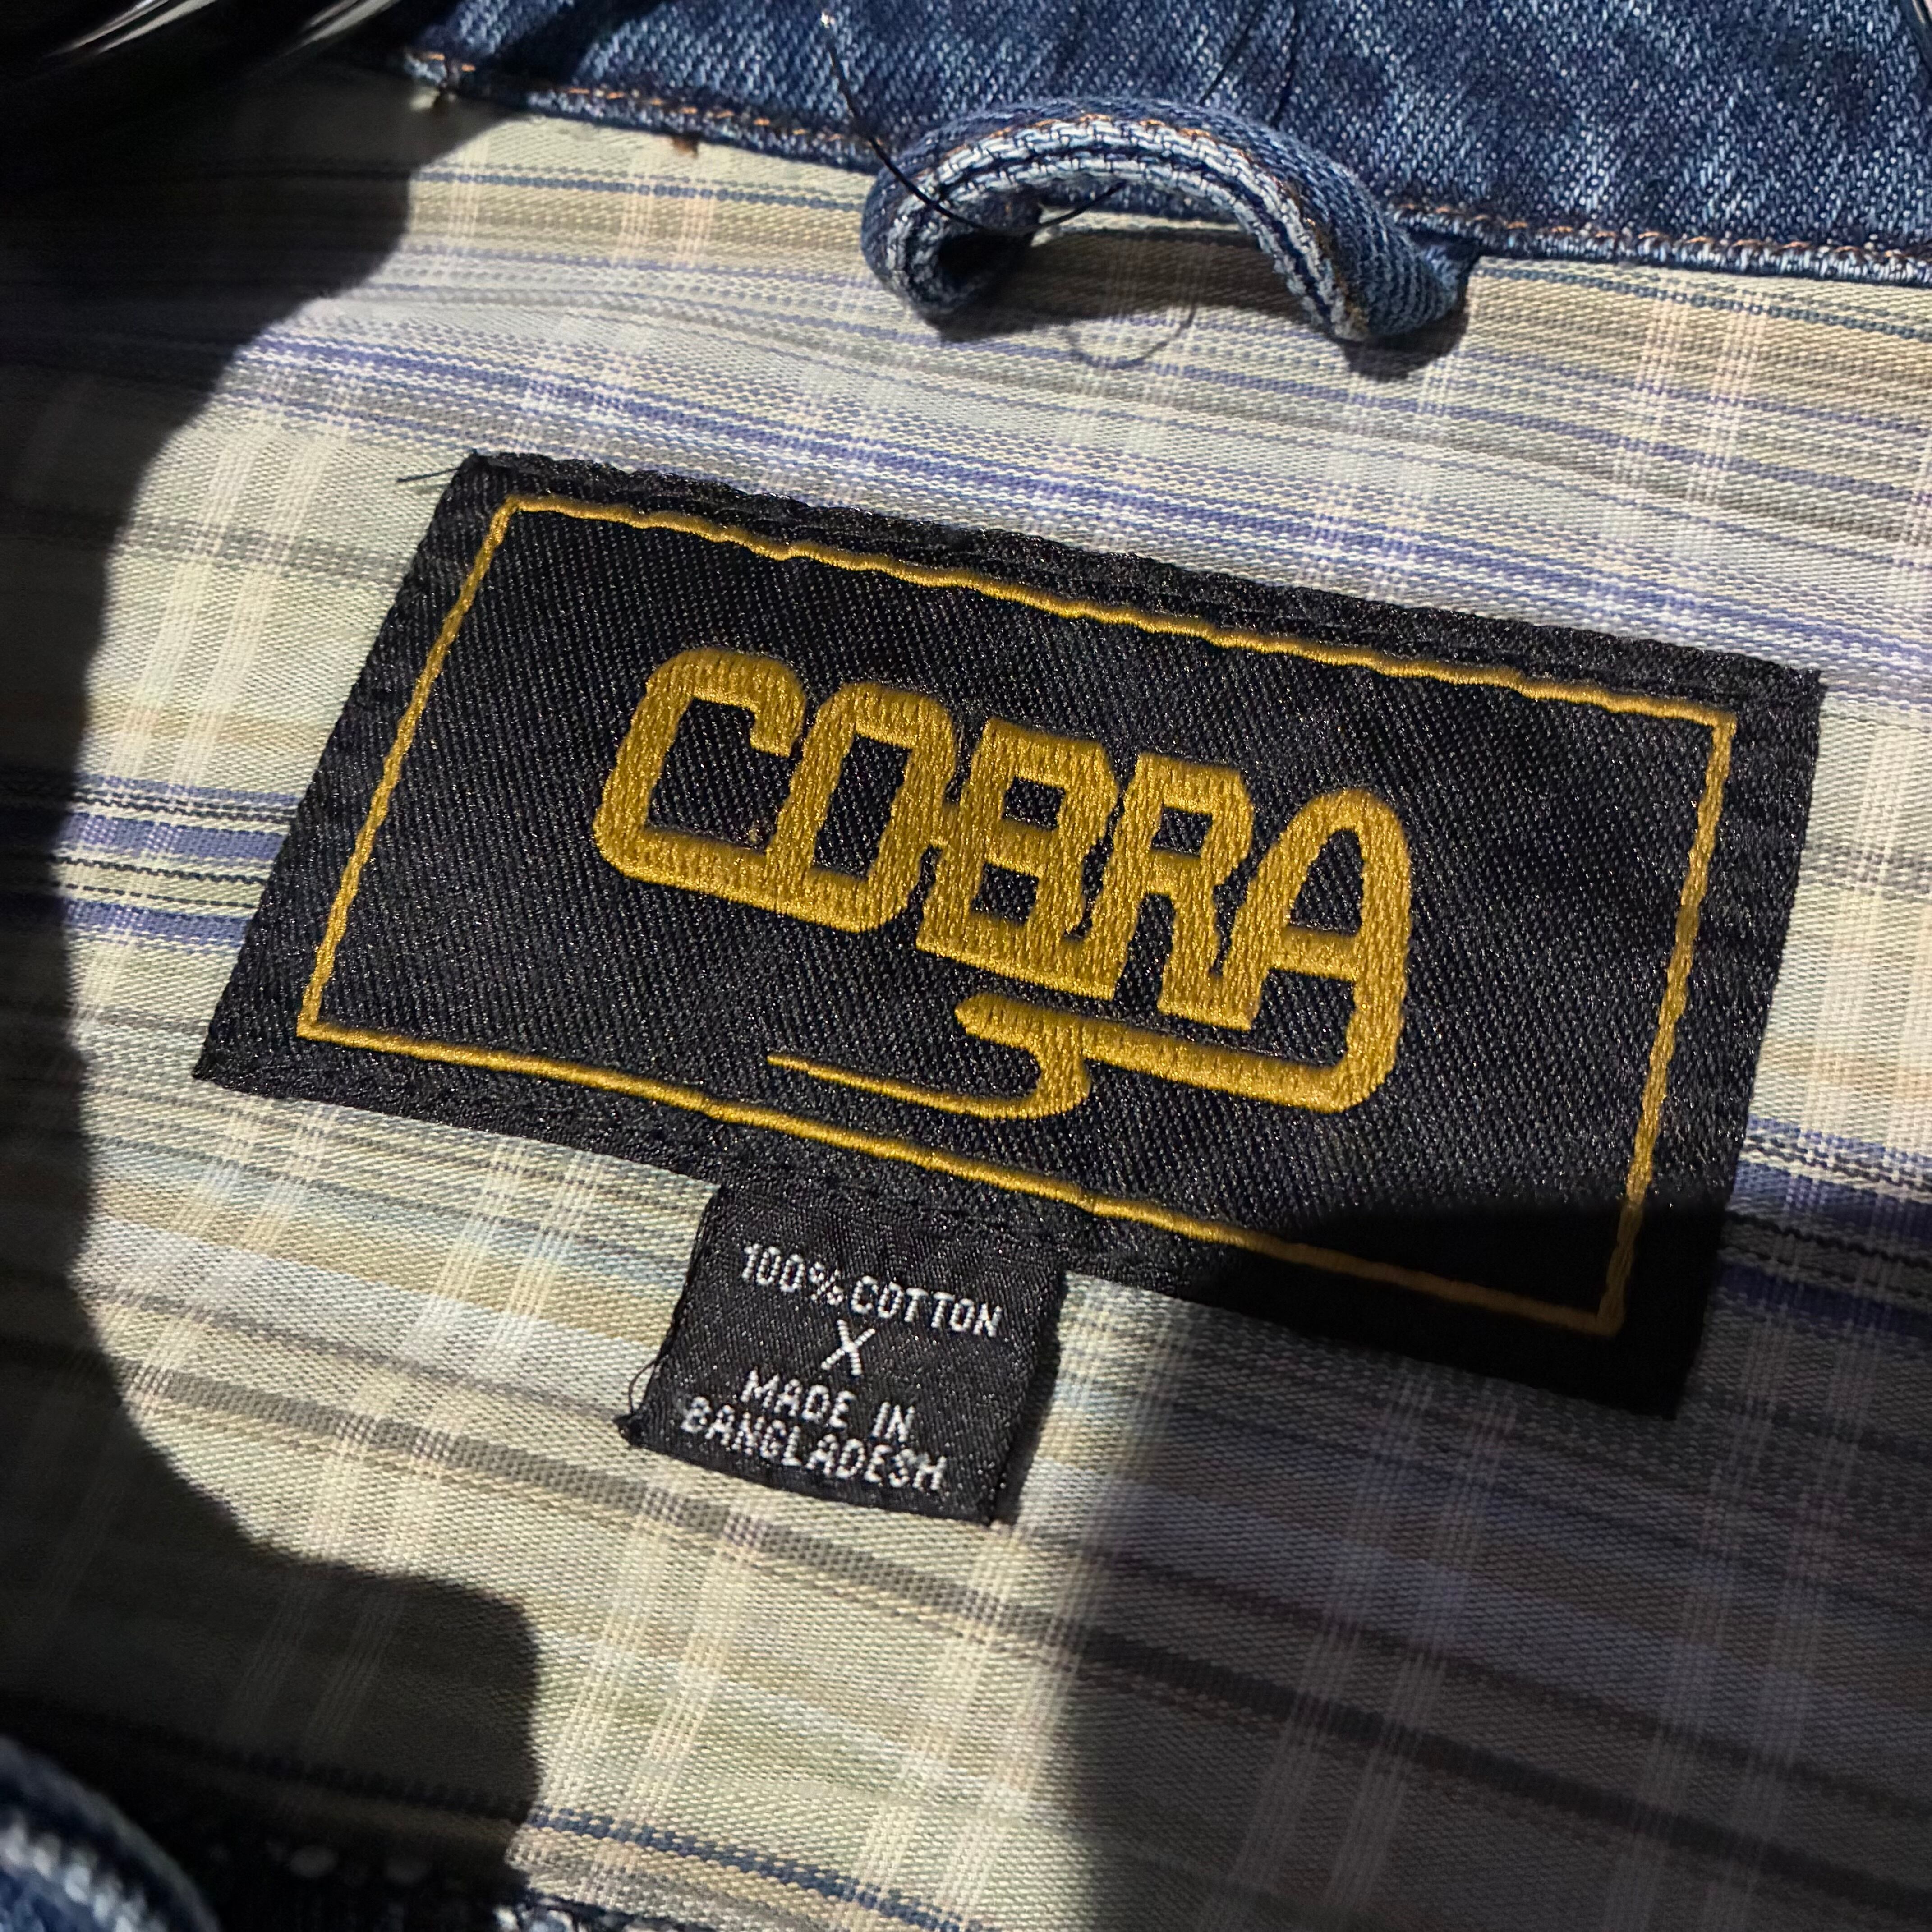 COBRA
100% COTTON
X
MADE IN
BANGLADESH